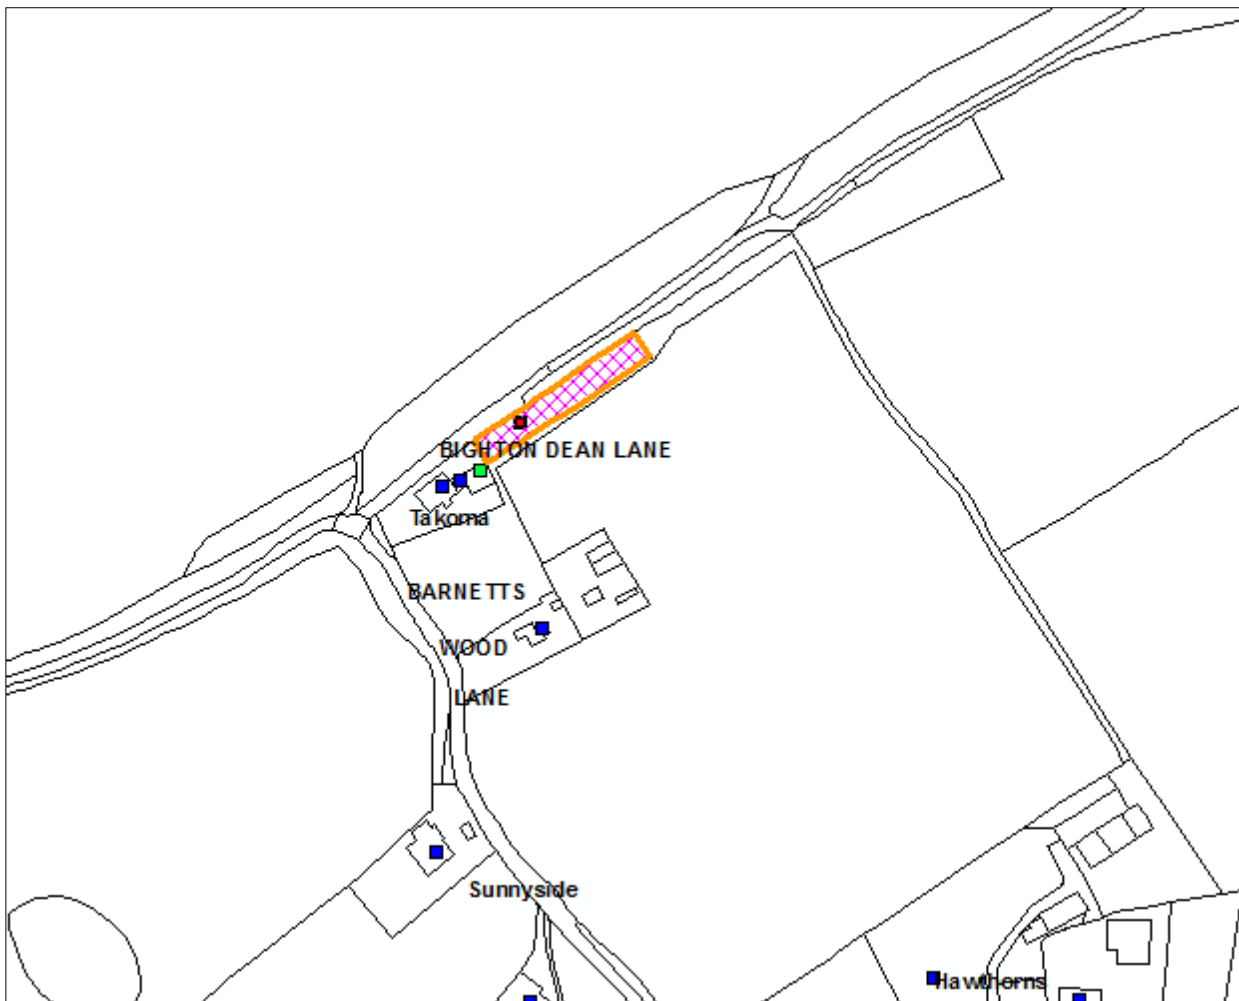 BIGHTON DEAN LANE
Takoma
BARNETTS
WOOD
LANE
Sunnyside
Hawthorns